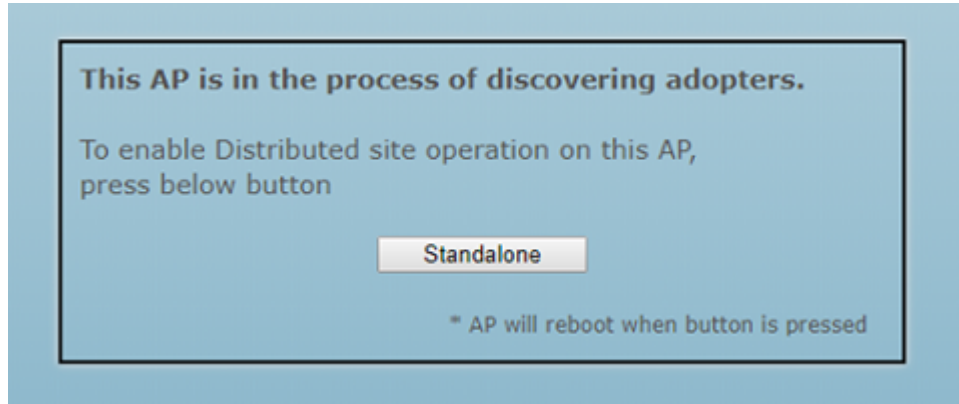 This AP is in the process of discovering adopters.
To enable Distributed site operation on this AP,
press below button
Standalone
* AP will reboot when button is pressed